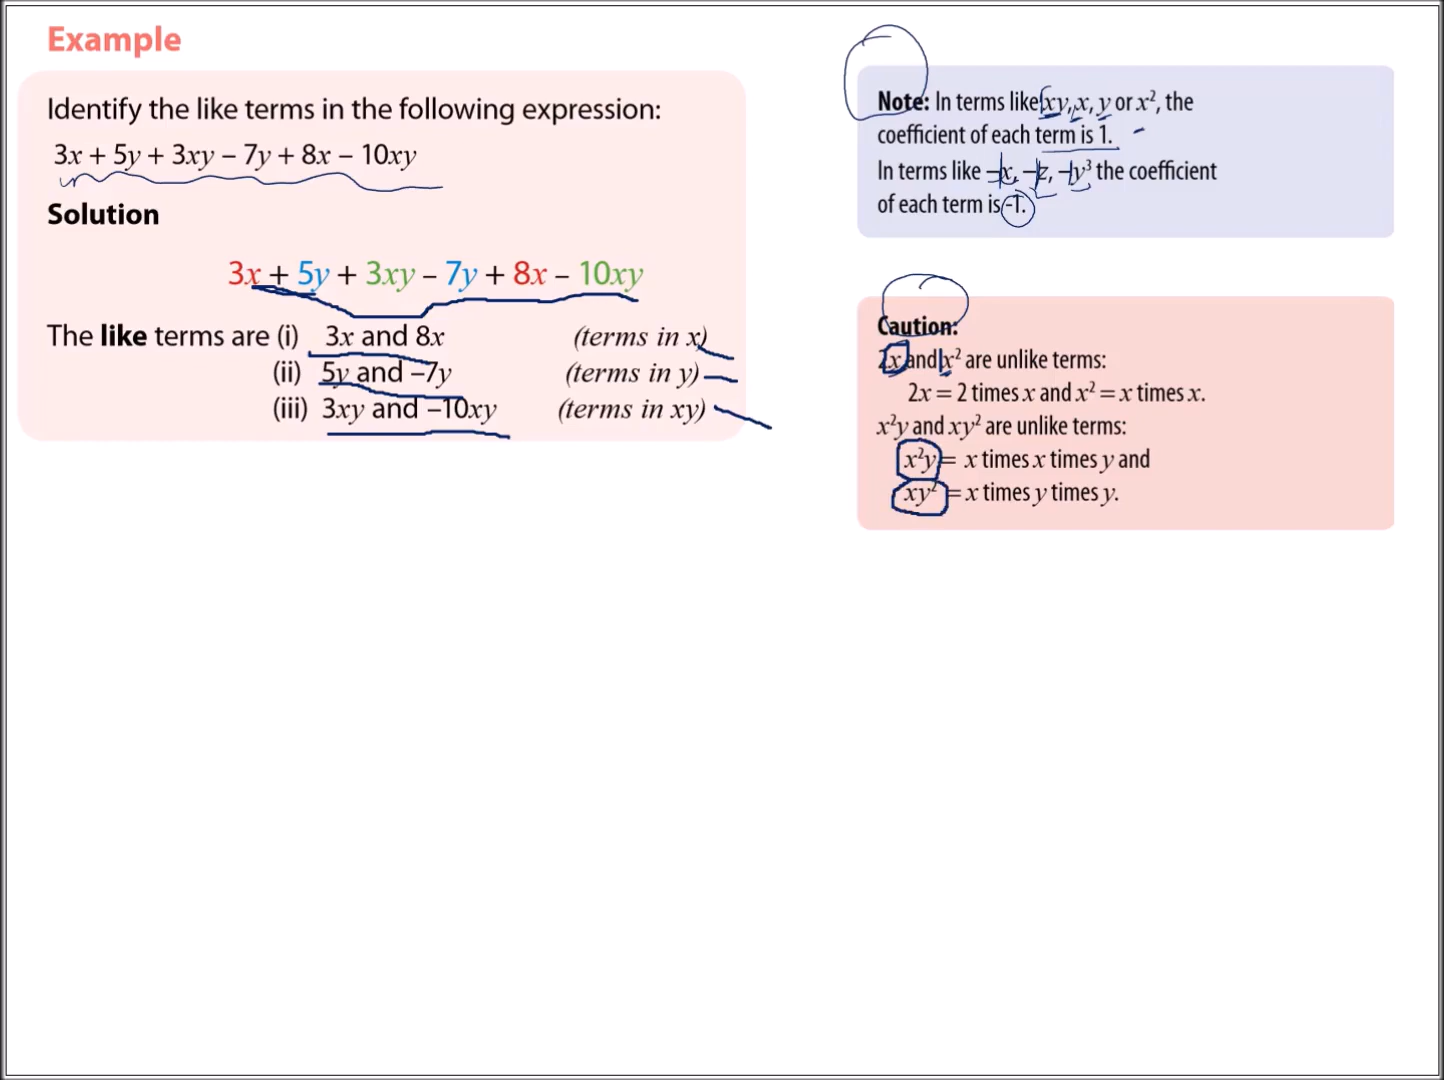 Example
Identify the like terms in the following expression:
3x + 5y + 3xy – 7y + 8x – 10xy
Solution
3x + 5y + 3xy – 7y + 8x – 10xy
The like terms are (i) 3x and 8x (terms in x)
(ii) 5y and –7y (terms in y)
(iii) 3xy and –10xy (terms in xy)
Note: In terms like xy, x, y or x², the
coefficient of each term is 1.
In terms like –x, –z, –y³ the coefficient
of each term is -1.
Caution:
2x and x² are unlike terms:
2x = 2 times x and x² = x times x.
x²y and xy² are unlike terms:
x²y = x times x times y and
xy² = x times y times y.